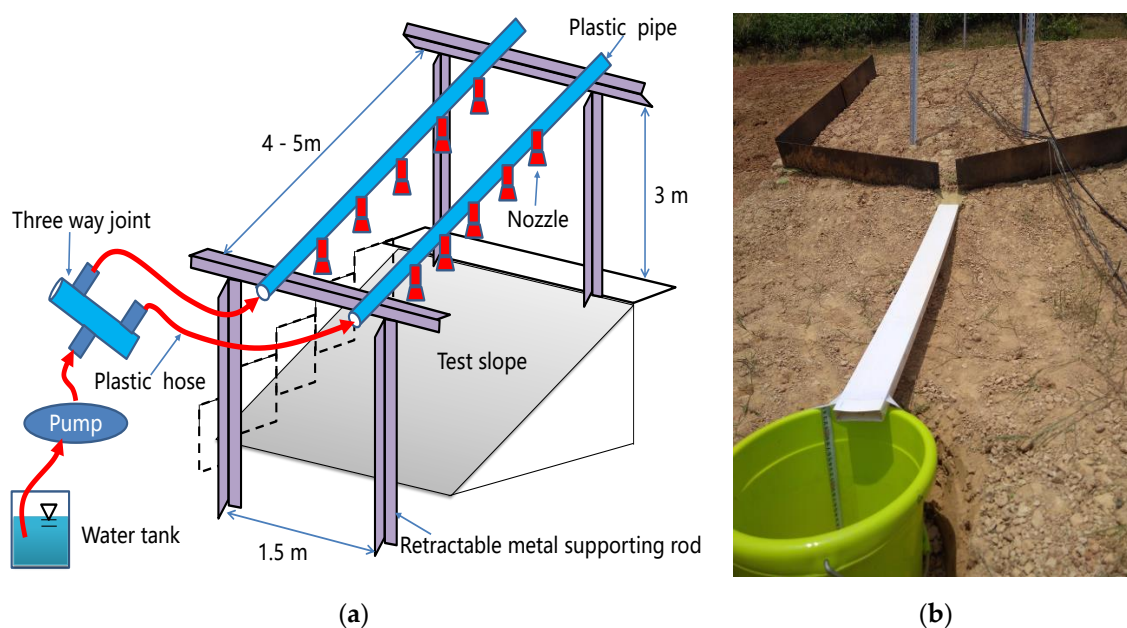 Plastic pipe
4 - 5m
3 m
Nozzle
Three way joint
Test slope
Plastic hose
Pump
Water tank
1.5 m
Retractable metal supporting rod
(a)
(b)